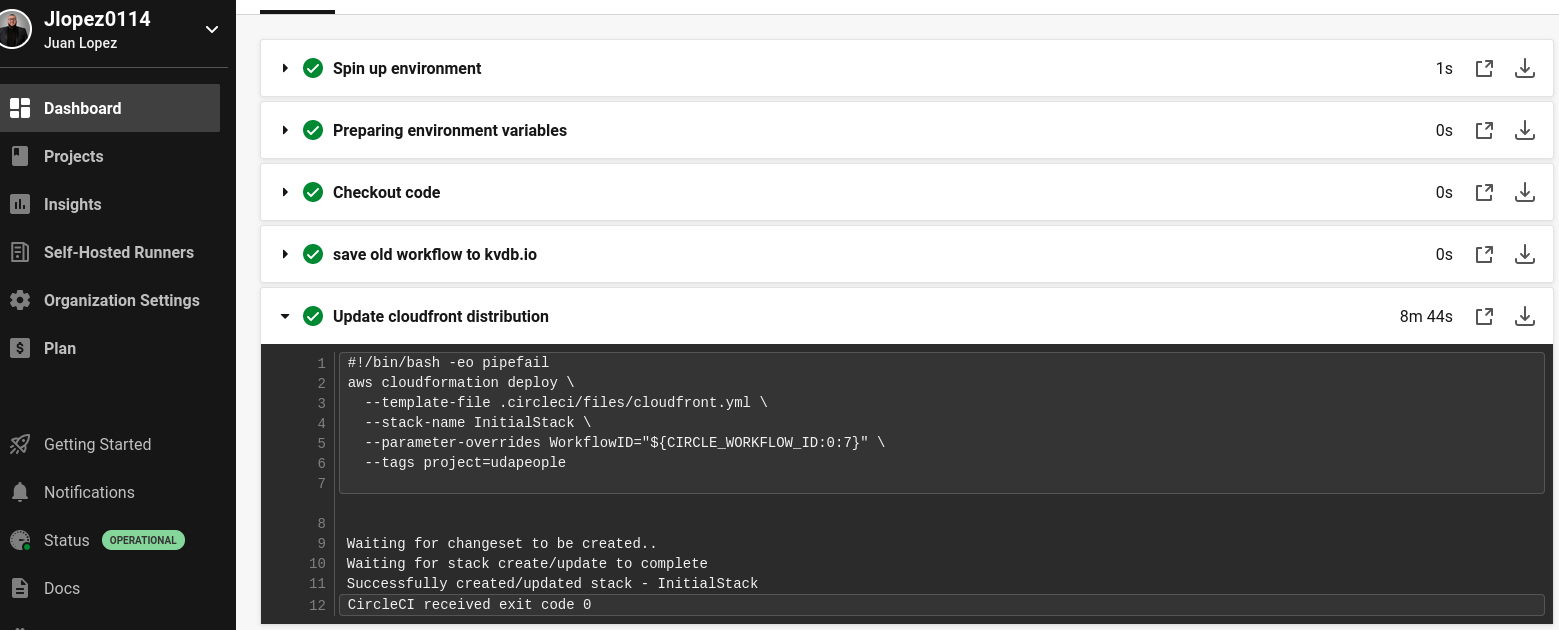 Jlopez0114
Juan Lopez
Dashboard
Projects
Insights
Self-Hosted Runners
Organization Settings
$ Plan
Getting Started
Notifications
Status OPERATIONAL
Docs
Spin up environment 1s
Preparing environment variables 0s
Checkout code 0s
save old workflow to kvdb.io 0s
Update cloudfront distribution 8m 44s
1 #!/bin/bash -eo pipefail
2 aws cloudformation deploy \
3   --template-file .circleci/files/cloudfront.yml \
4   --stack-name InitialStack \
5   --parameter-overrides WorkflowID="${CIRCLE_WORKFLOW_ID:0:7}" \
6   --tags project=udapeople
7
8
9 Waiting for changeset to be created..
10 Waiting for stack create/update to complete
11 Successfully created/updated stack - InitialStack
12 CircleCI received exit code 0